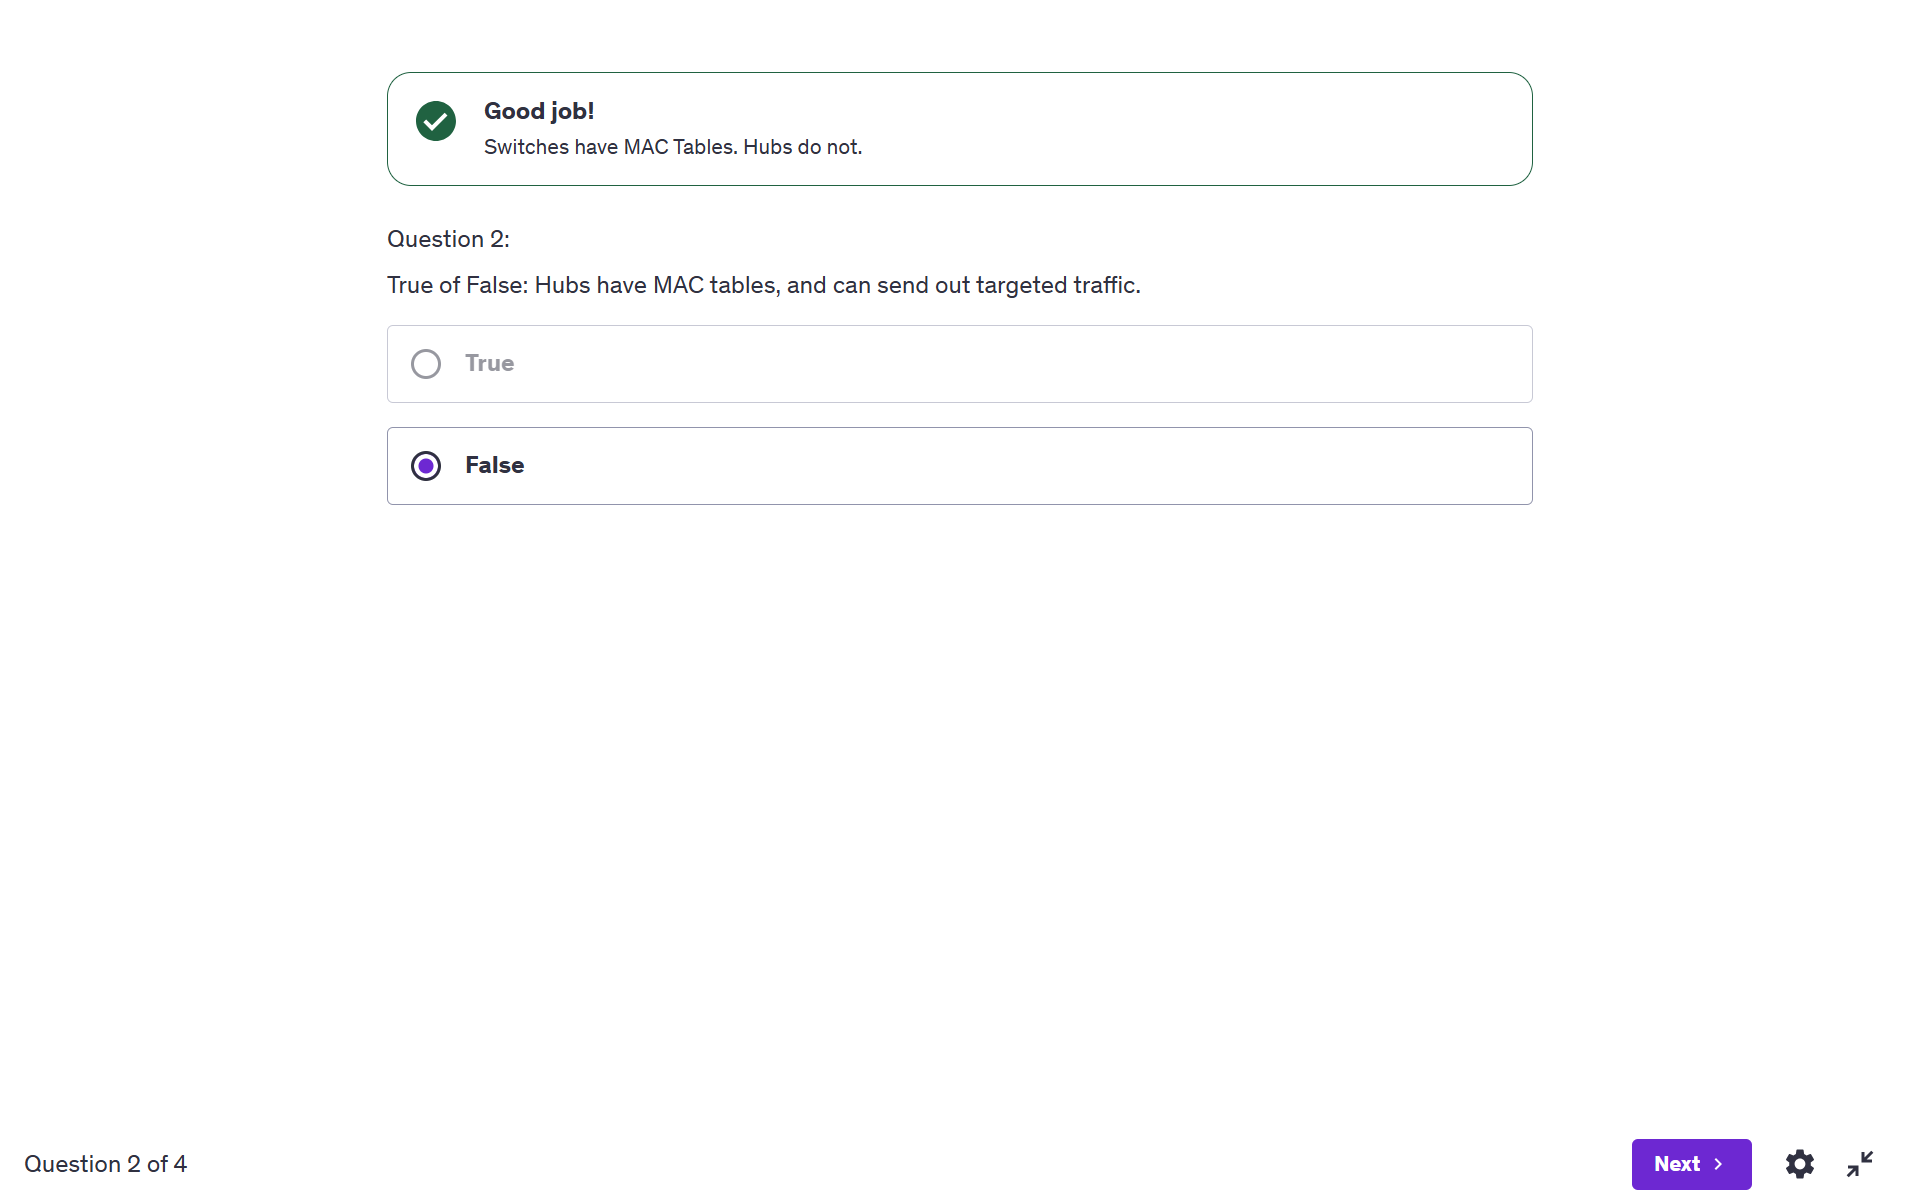 Good job!
Switches have MAC Tables. Hubs do not.
Question 2:
True of False: Hubs have MAC tables, and can send out targeted traffic.
True
False
Question 2 of 4
Next